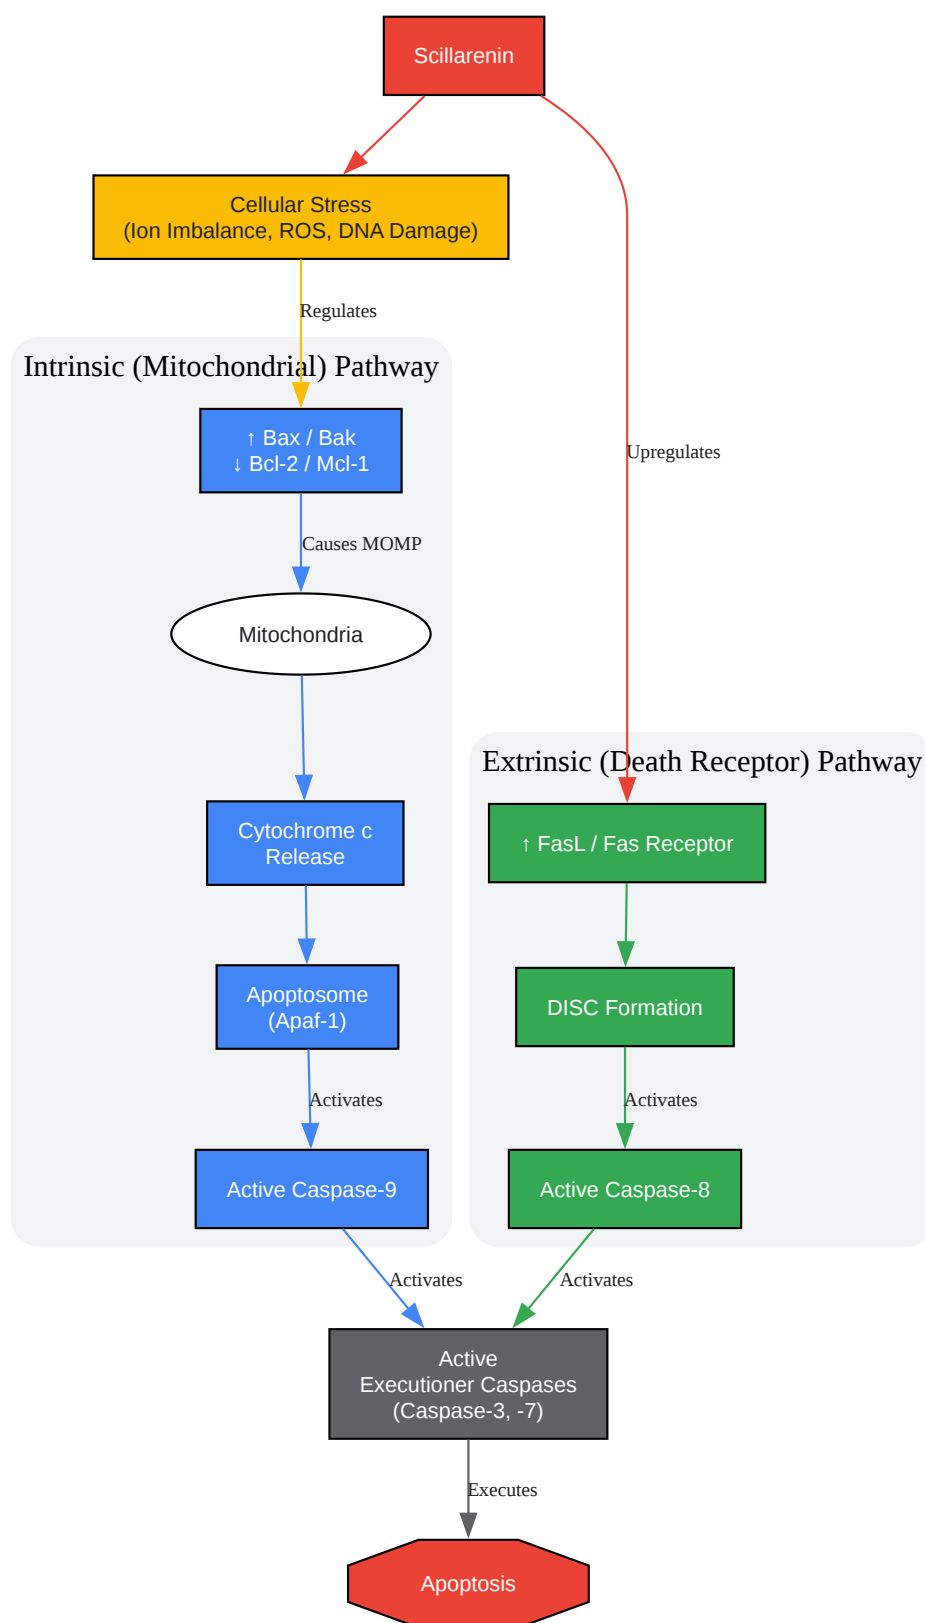 Scillarenin
Cellular Stress
(Ion Imbalance, ROS, DNA Damage)
Regulates
Intrinsic (Mitochondrial) Pathway
↑ Bax / Bak
↓ Bcl-2 / Mcl-1
Upregulates
Causes MOMP
Mitochondria
Extrinsic (Death Receptor) Pathway
Cytochrome c
Release
↑ FasL / Fas Receptor
Apoptosome
(Apaf-1)
DISC Formation
Activates
Activates
Active Caspase-9
Active Caspase-8
Activates
Activates
Active
Executioner Caspases
(Caspase-3, -7)
Executes
Apoptosis